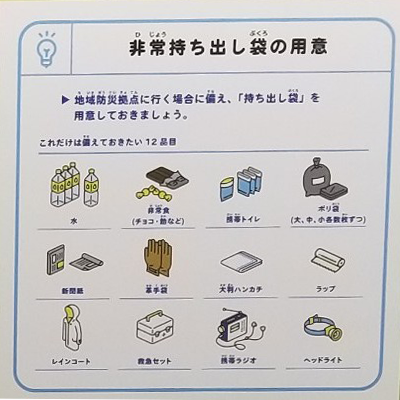 非常持ち出し袋の用意
▶ 地域防災拠点に行く場合に備え、「持ち出し袋」を
用意しておきましょう。
これだけは備えておきたい12品目
水
非常食
(チョコ・飴など)
携帯トイレ
ポリ袋
(大、中、小各数枚ずつ)
新聞紙
革手袋
大判ハンカチ
ラップ
レインコート
救急セット
携帯ラジオ
ヘッドライト